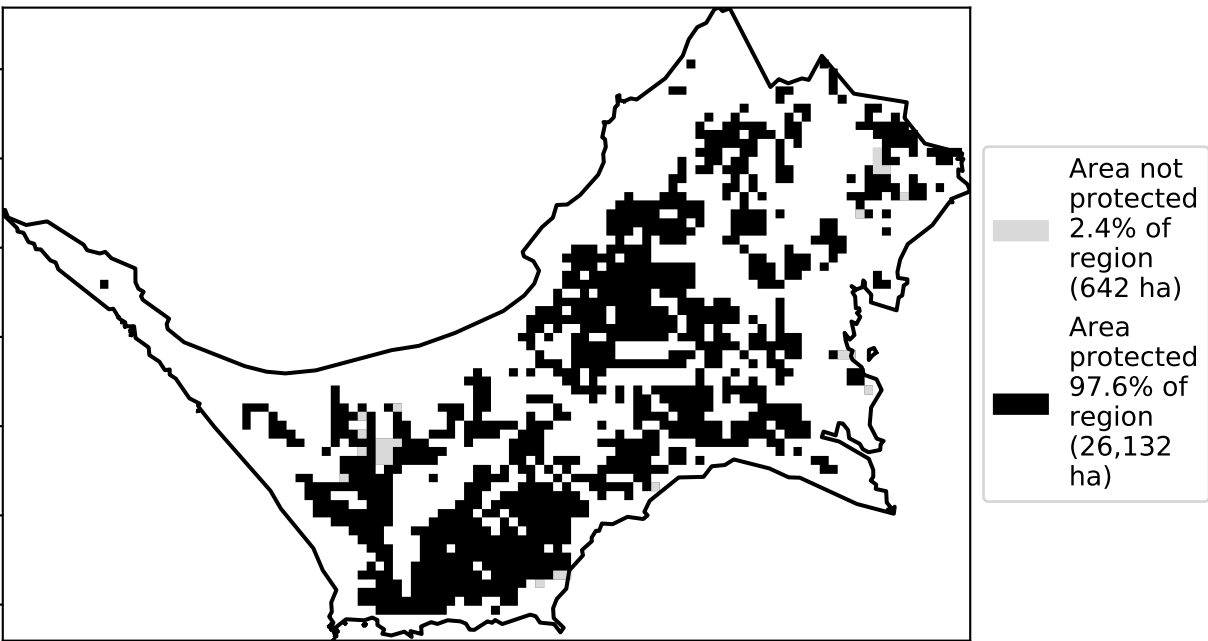 Area not
protected
2.4% of
region
(642 ha)
Area
protected
97.6% of
region
(26,132
ha)